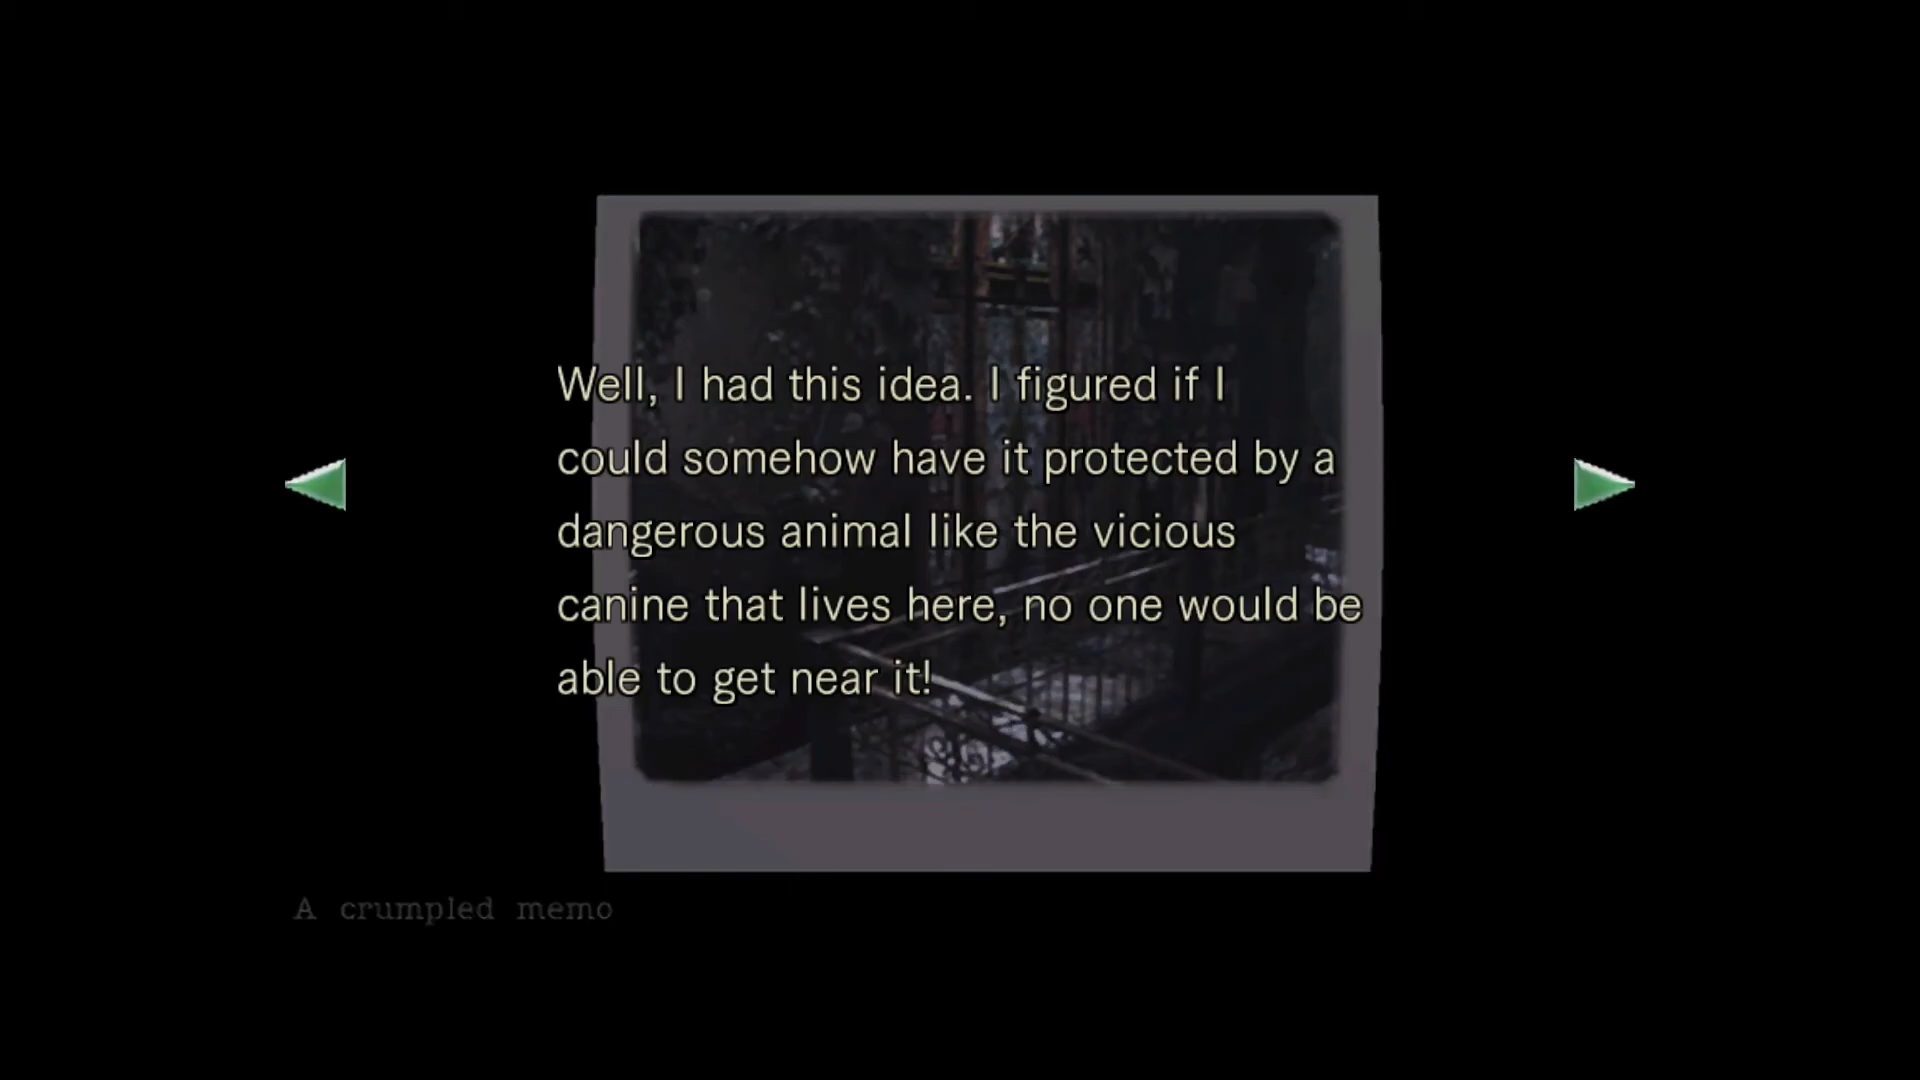 Well, I had this idea. I figured if I
could somehow have it protected by a
dangerous animal like the vicious
canine that lives here, no one would be
able to get near it!
A crumpled memo